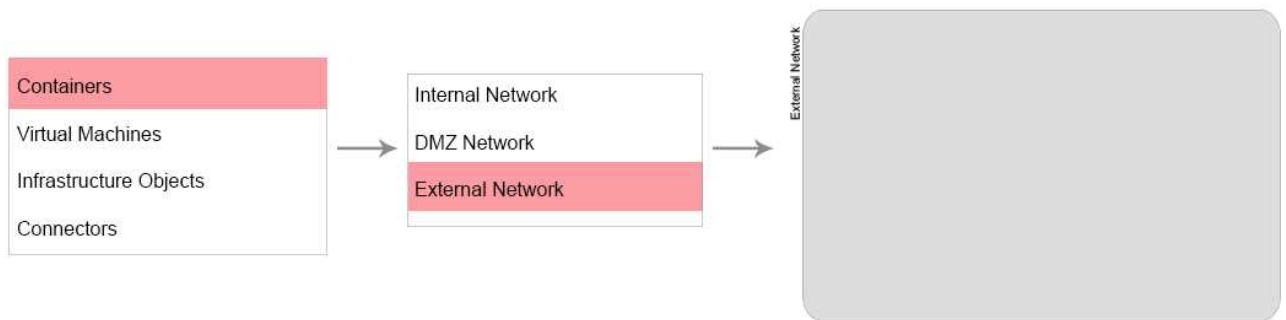 Containers
Virtual Machines
Infrastructure Objects
Connectors
Internal Network
DMZ Network
External Network
External Network